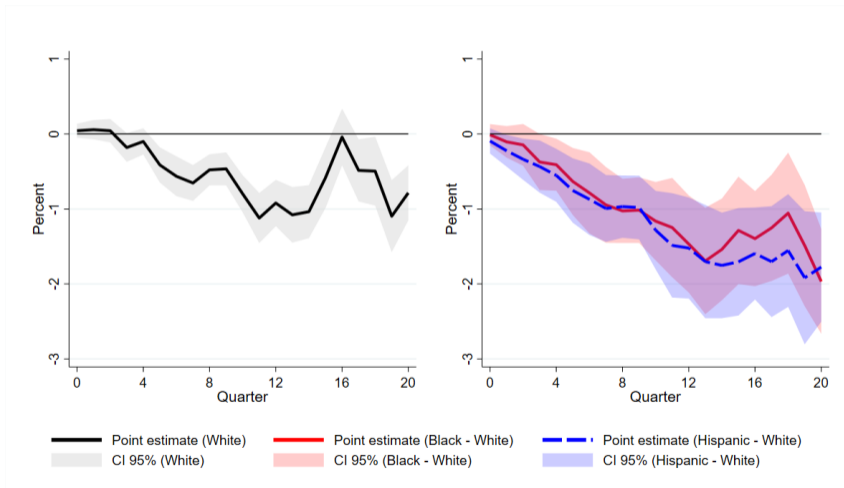 1
0
-1
-2
-3
Percent
0 4 8 12 16 20
Quarter
1
0
-1
-2
-3
Percent
0 4 8 12 16 20
Quarter
Point estimate (White) Point estimate (Black - White) Point estimate (Hispanic - White)
CI 95% (White) CI 95% (Black - White) CI 95% (Hispanic - White)